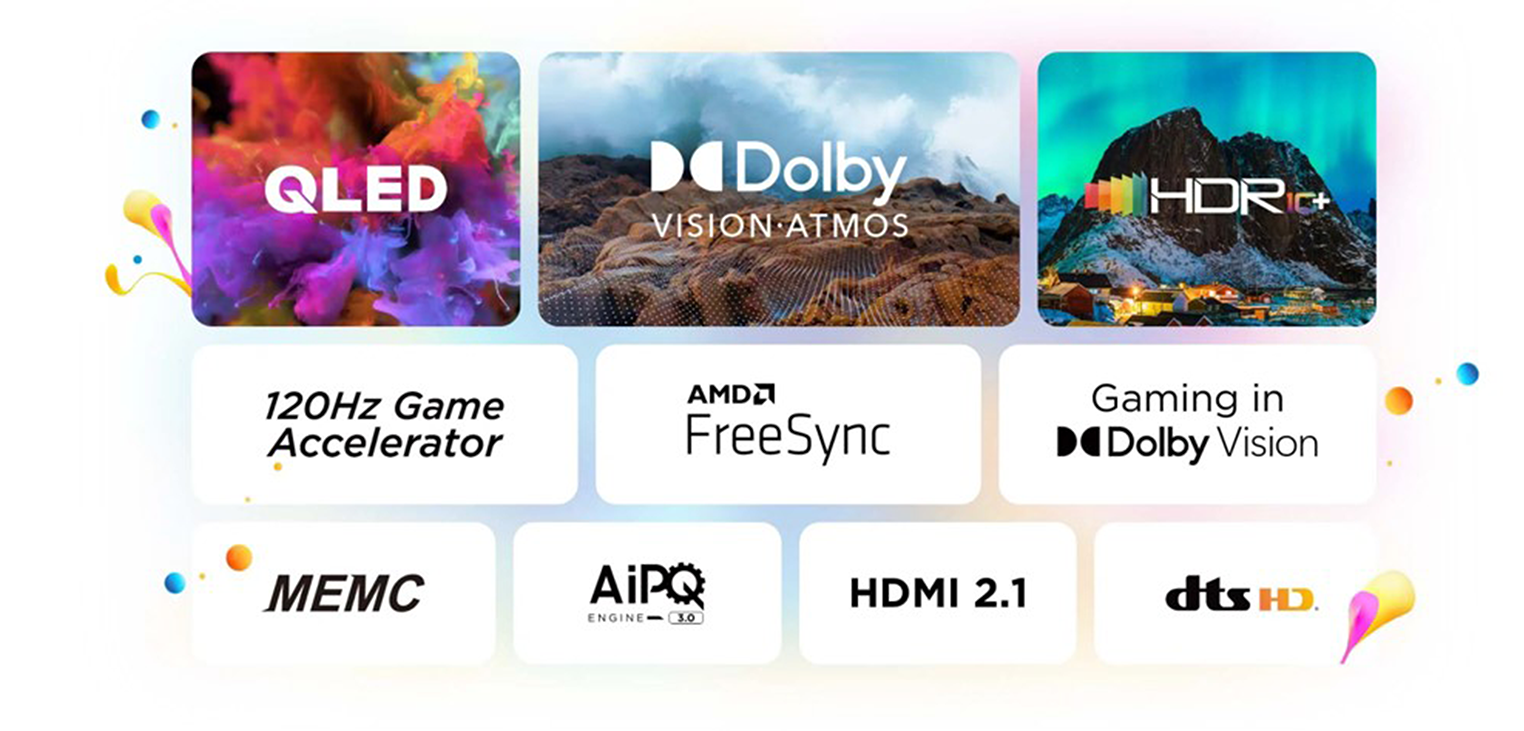 QLED
Dolby
VISION·ATMOS
HDR10+
120Hz Game
Accelerator
AMD
FreeSync
Gaming in
Dolby Vision
MEMC
AiPQ
ENGINE 3.0
HDMI 2.1
dts HD